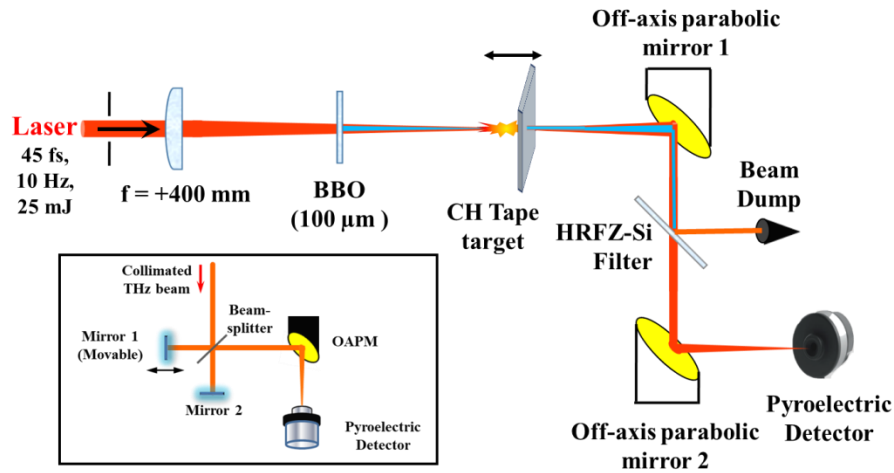 Off-axis parabolic
mirror 1
Laser
45 fs,
10 Hz,
25 mJ
f = +400 mm
BBO
(100 µm )
CH Tape
target
HRFZ-Si
Filter
Beam
Dump
Off-axis parabolic
mirror 2
Pyroelectric
Detector
Collimated
THz beam
Beam-
splitter
Mirror 1
(Movable)
OAPM
Mirror 2
Pyroelectric
Detector